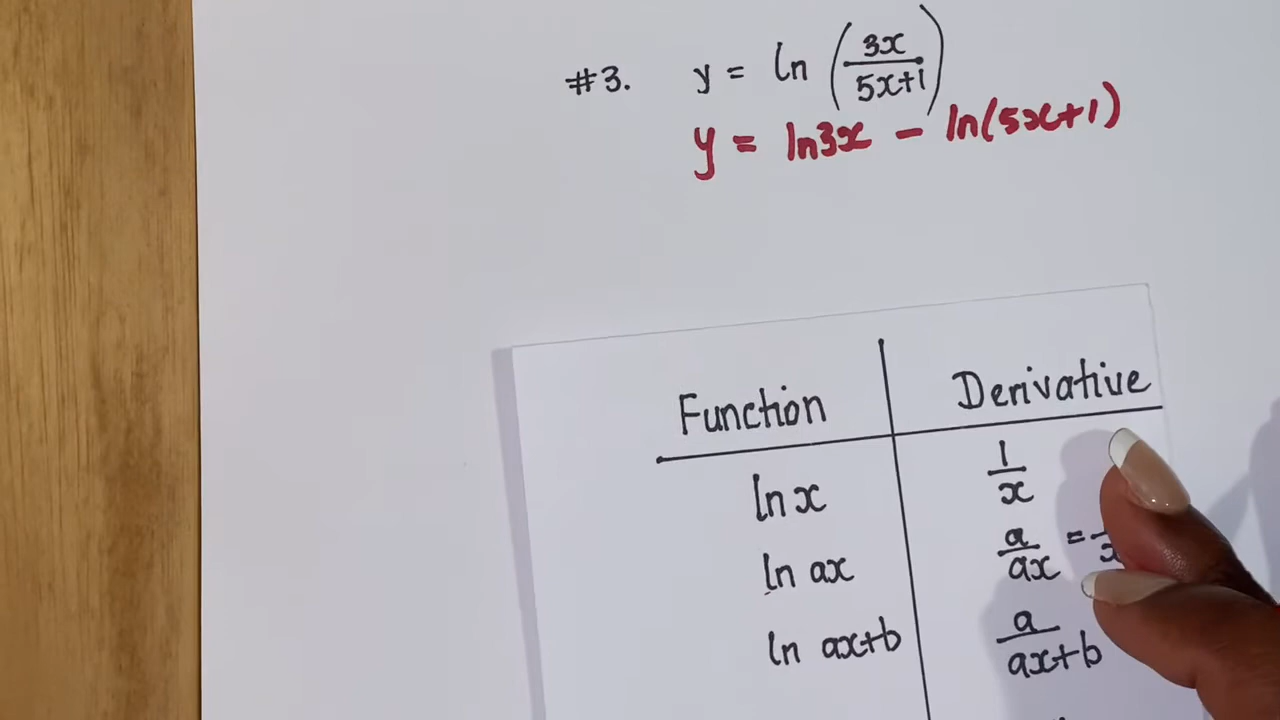 #3. y = ln (3x/5x+1)
y = ln3x − ln(5x+1)
Function Derivative
ln x 1/x
ln ax a/ax =
ln ax+b a/ax+b